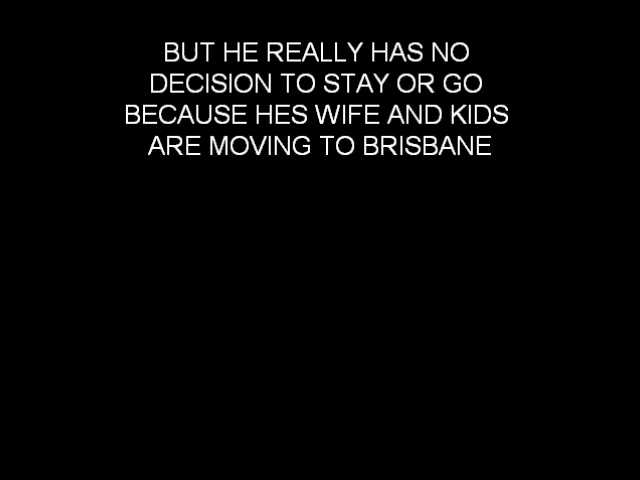 BUT HE REALLY HAS NO
DECISION TO STAY OR GO
BECAUSE HES WIFE AND KIDS
ARE MOVING TO BRISBANE